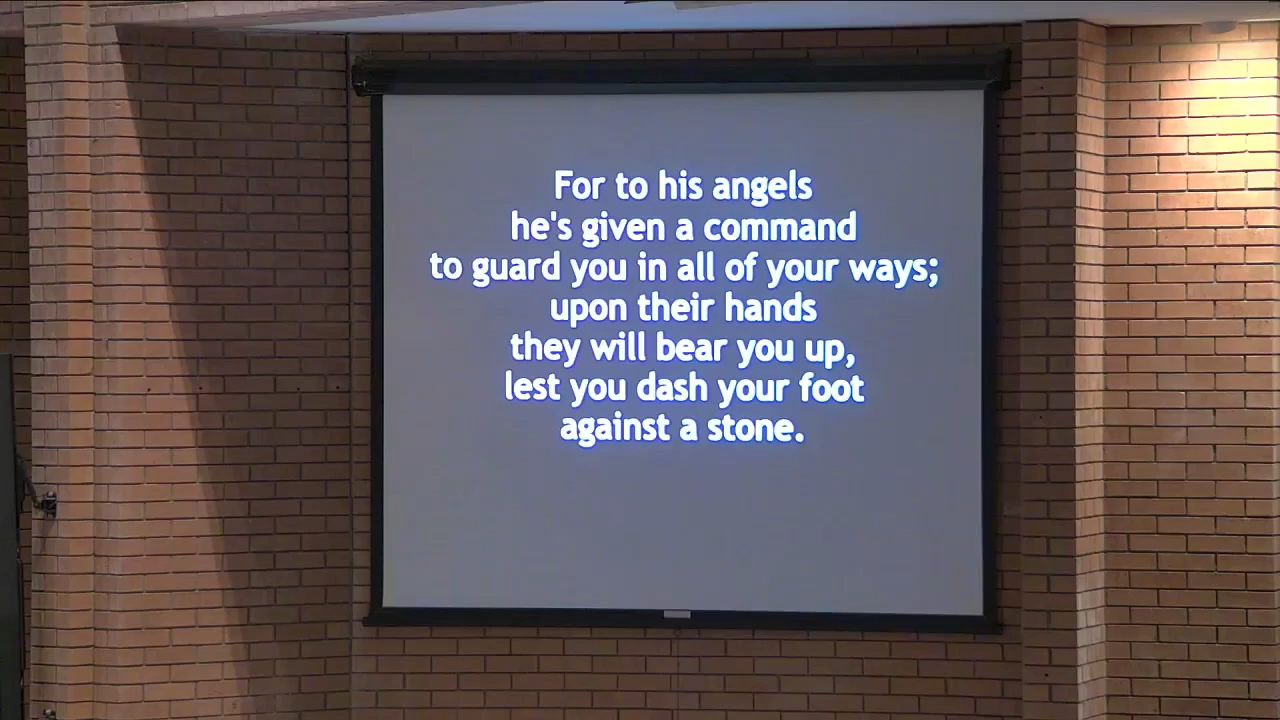 For to his angels
he's given a command
to guard you in all of your ways;
upon their hands
they will bear you up,
lest you dash your foot
against a stone.